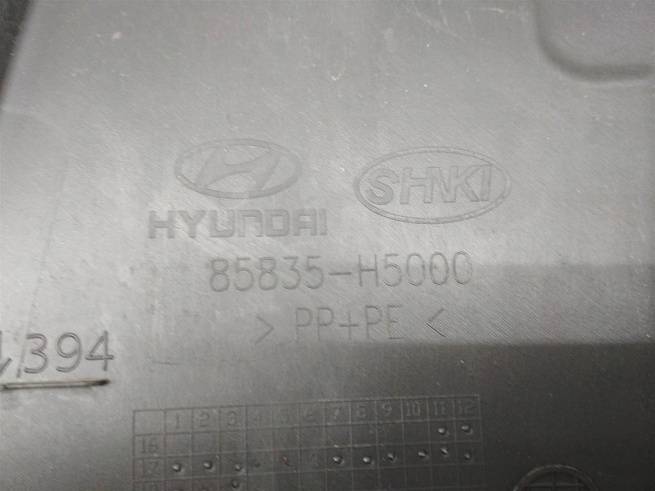 HYUNDAI SHNKI
85835-H5000
> PP+PE <
394
1 2 3 4 5 6 7 8 9 10 11 12
16
17